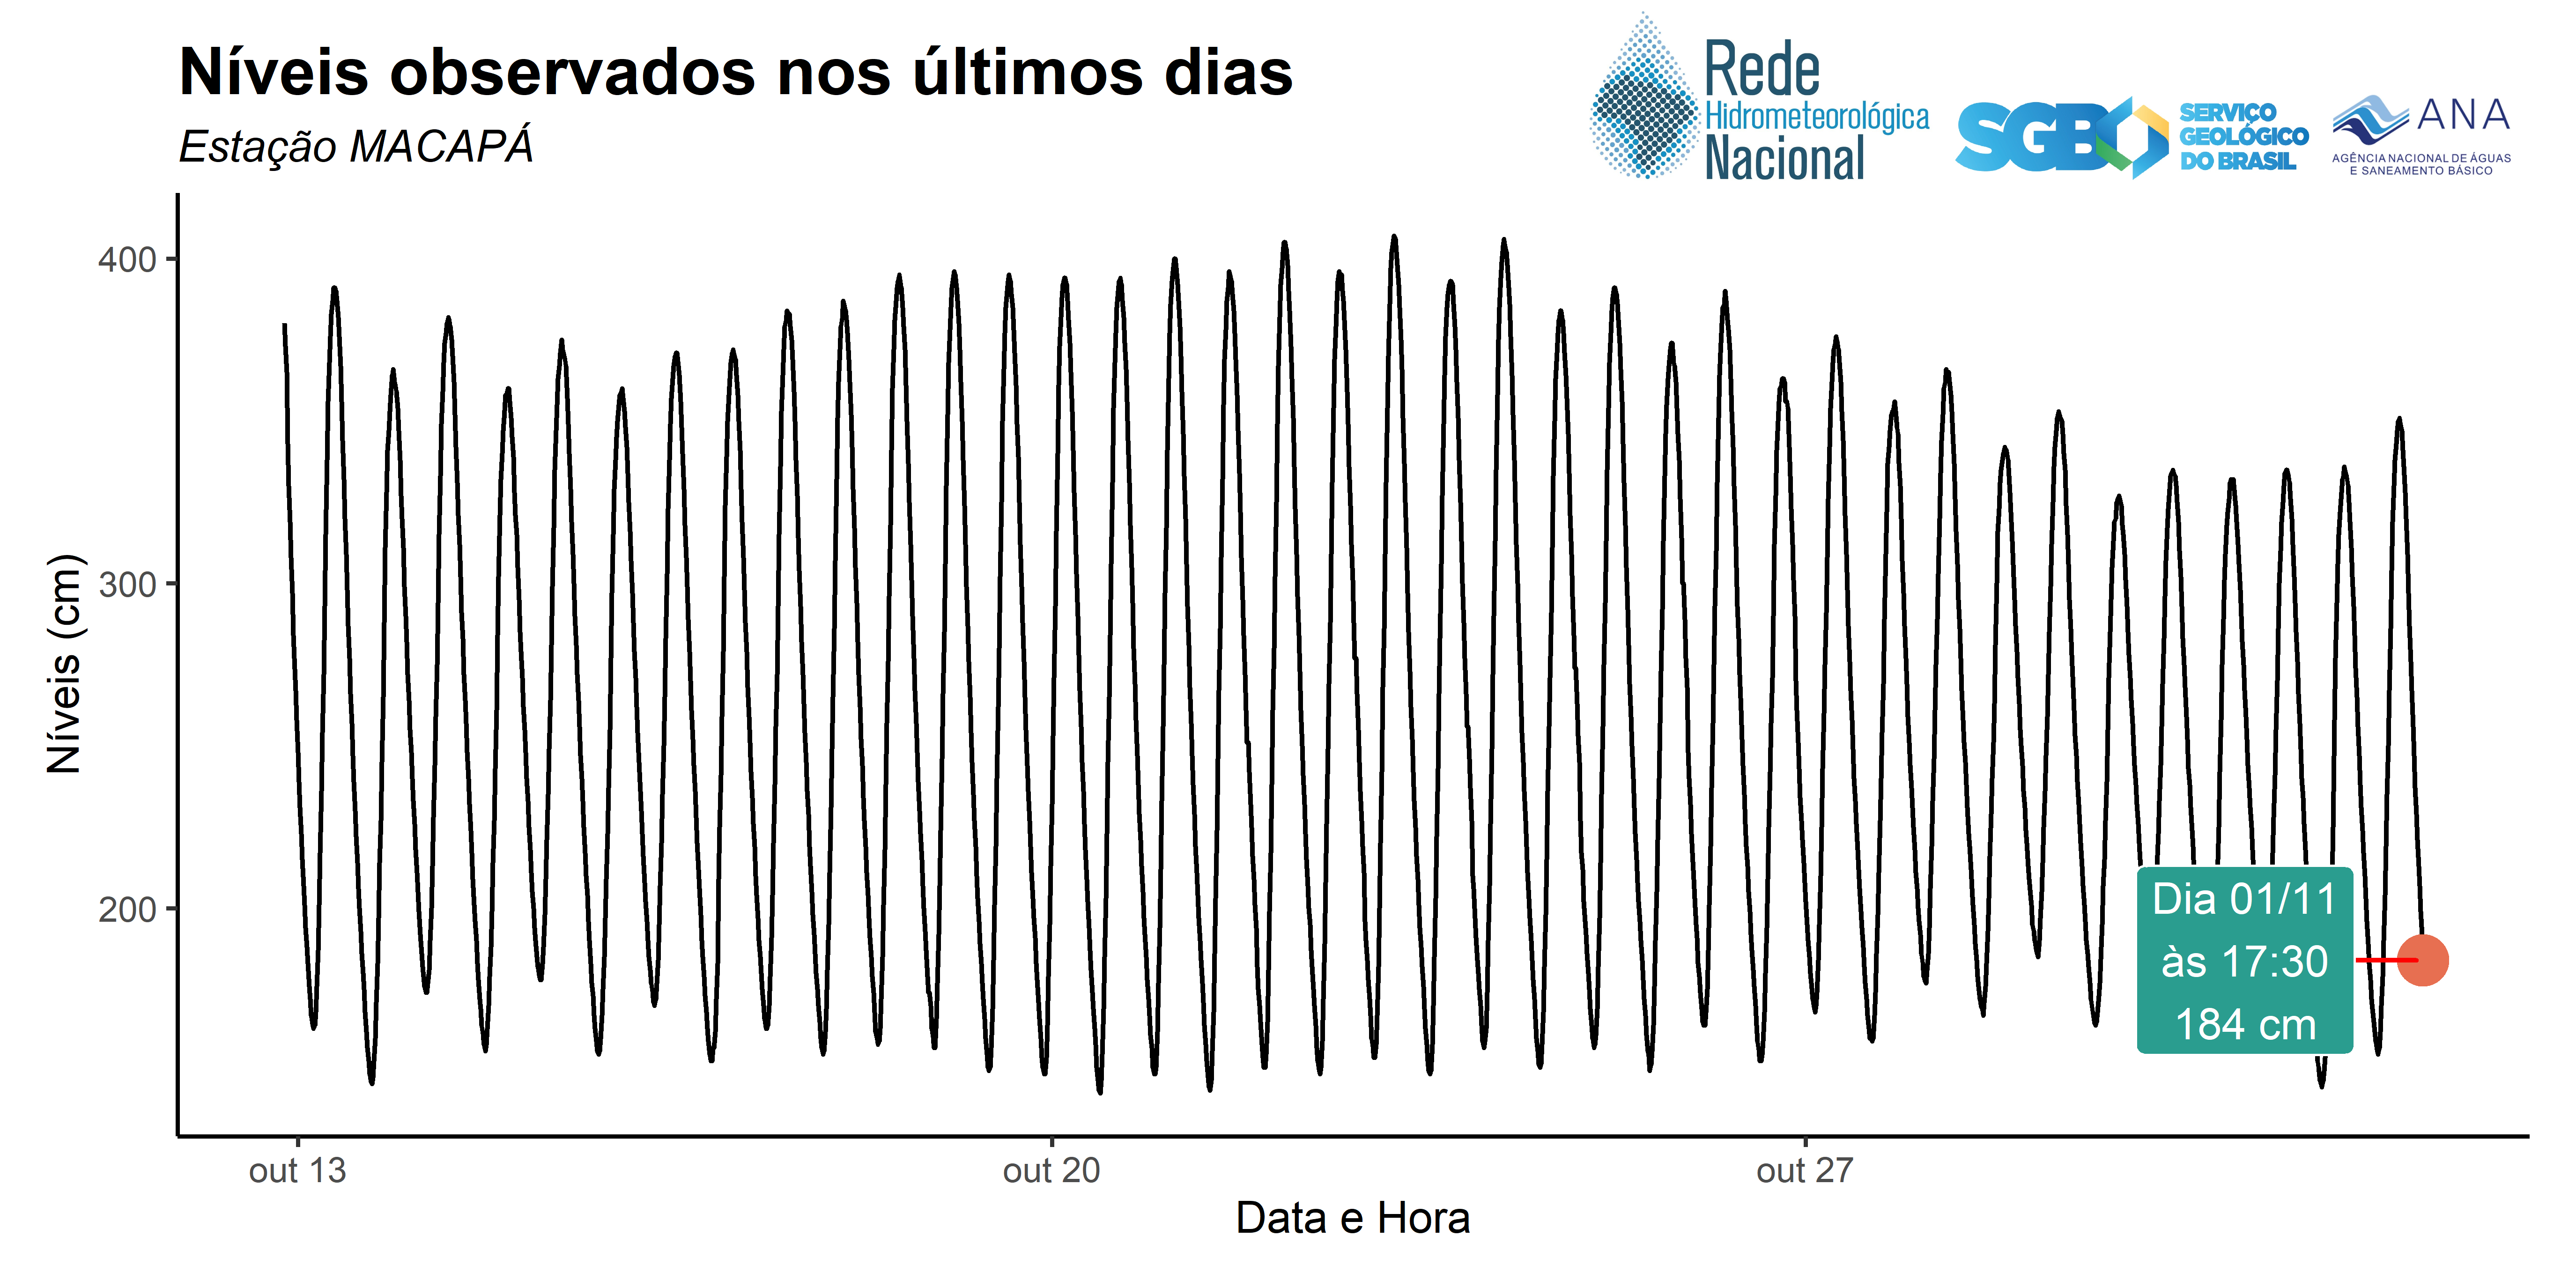 Níveis observados nos últimos dias
Estação MACAPÁ
Rede
Hidrometeorológica
Nacional
SGB
SERVIÇO
GEOLÓGICO
DO BRASIL
ANA
AGÊNCIA NACIONAL DE ÁGUAS
E SANEAMENTO BÁSICO
Níveis (cm)
400
300
200
Dia 01/11
às 17:30
184 cm
out 13
out 20
out 27
Data e Hora